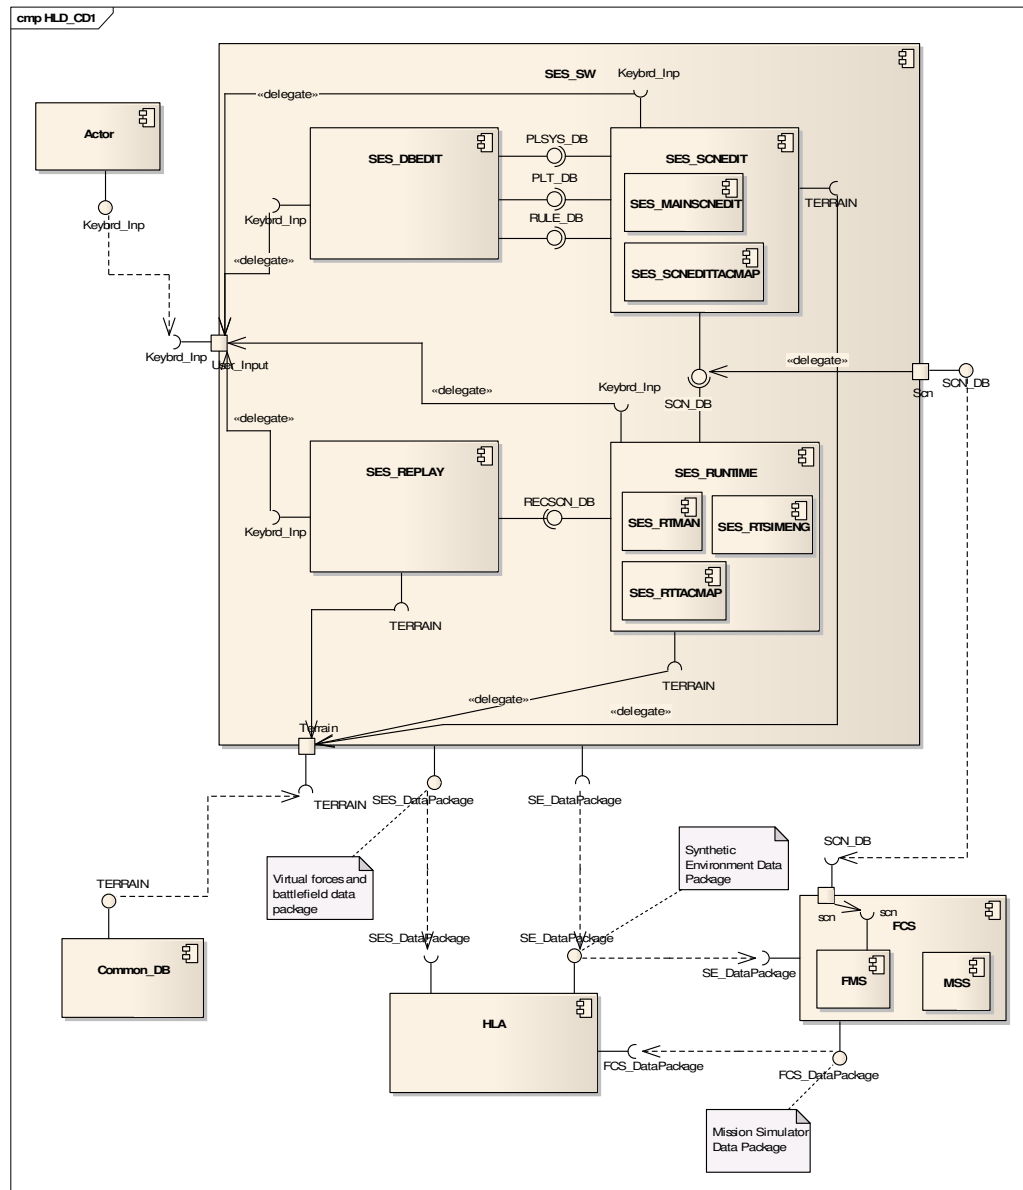 cmp HLD_CD1
SES_SW
Keybrd_Inp
«delegate»
Actor
SES_DBEDIT
PLSYS_DB
SES_SCNEDIT
PLT_DB
SES_MAINSCNEDIT
TERRAIN
Keybrd_Inp
Keybrd_Inp
RULE_DB
SES_SCNEDITTACMAP
«delegate»
Keybrd_Inp
User_Input
«delegate»
Scn
SCN_DB
«delegate»
Keybrd_Inp
SCN_DB
«delegate»
SES_REPLAY
SES_RUNTIME
RECSCN_DB
SES_RTMAN
SES_RTSIMENG
Keybrd_Inp
SES_RTTACMAP
TERRAIN
TERRAIN
«delegate»
«delegate»
Terrain
TERRAIN
SES_DataPackage
SE_DataPackage
Virtual forces and
battlefield data
package
Synthetic
Environment Data
Package
SCN_DB
TERRAIN
scn
scn
FCS
Common_DB
SES_DataPackage
SE_DataPackage
SE_DataPackage
FMS
MSS
HLA
FCS_DataPackage
FCS_DataPackage
Mission Simulator
Data Package